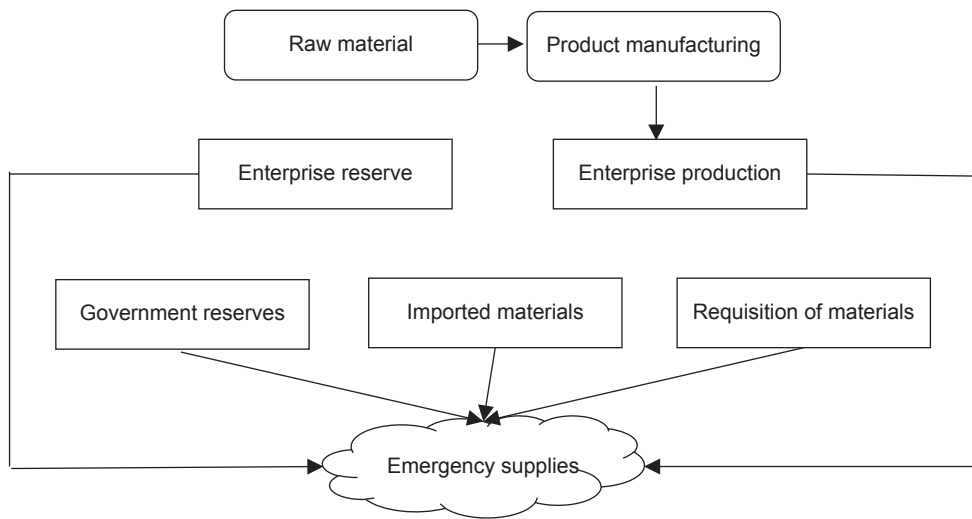 Raw material
Product manufacturing
Enterprise reserve
Enterprise production
Government reserves
Imported materials
Requisition of materials
Emergency supplies